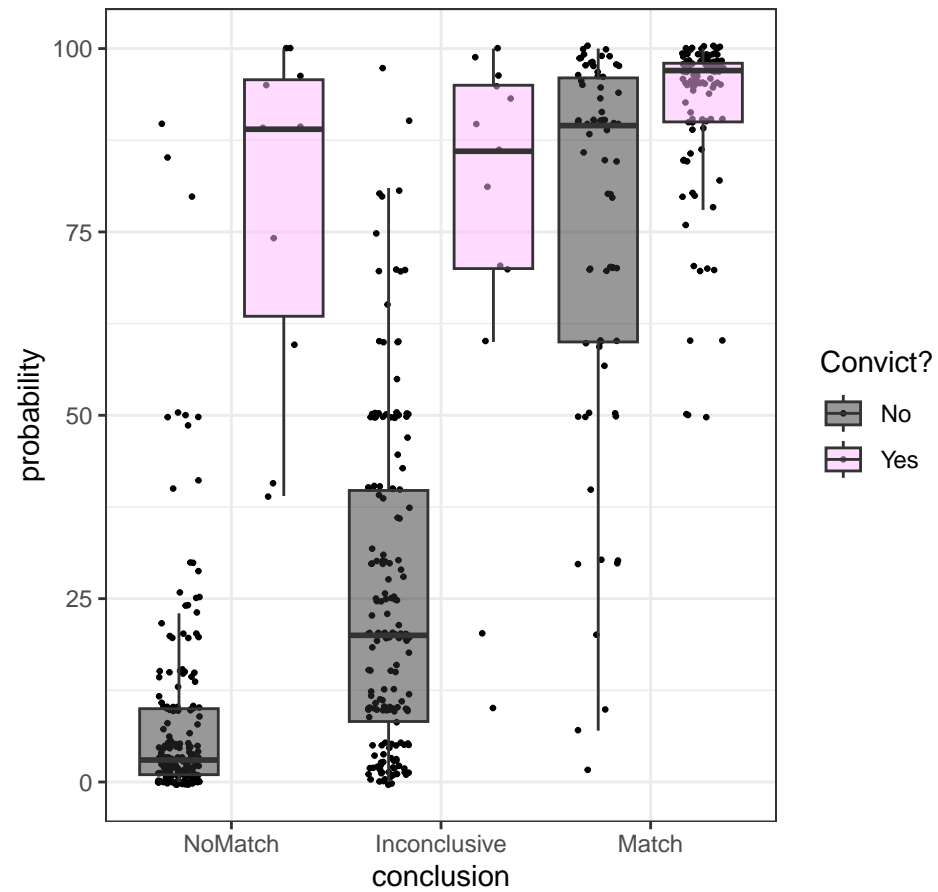 100
75
50
25
0
probability
NoMatch
Inconclusive
Match
conclusion
Convict?
No
Yes